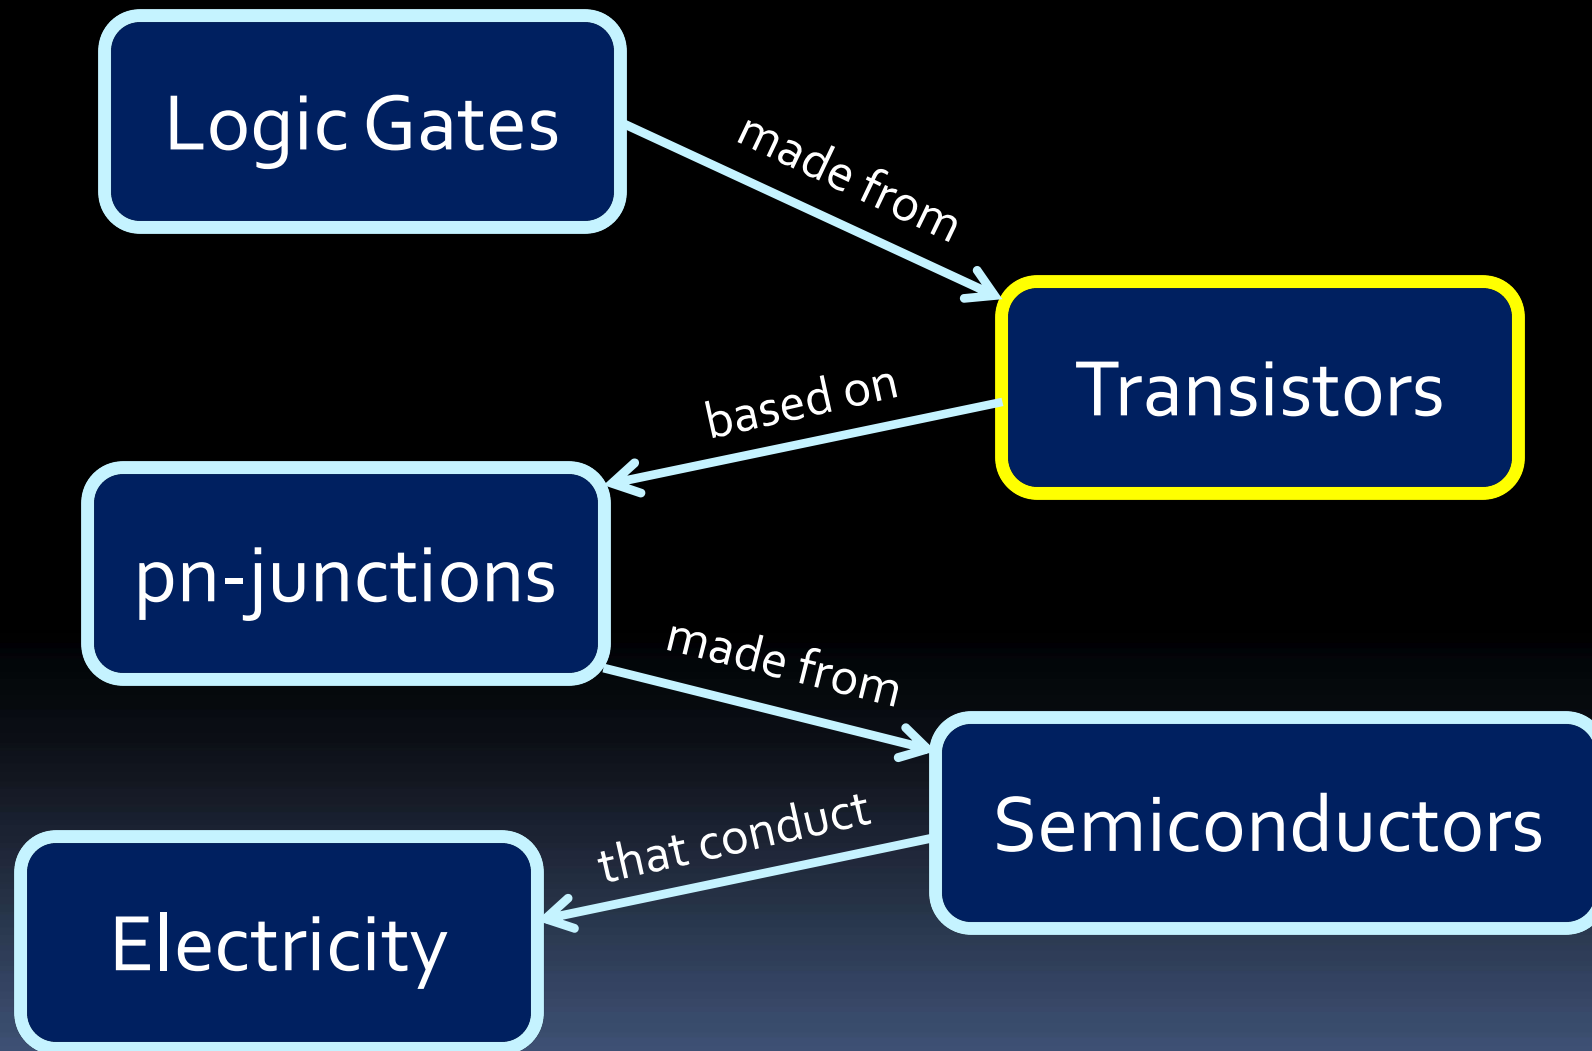 Logic Gates
made from
Transistors
based on
pn-junctions
made from
Semiconductors
that conduct
Electricity